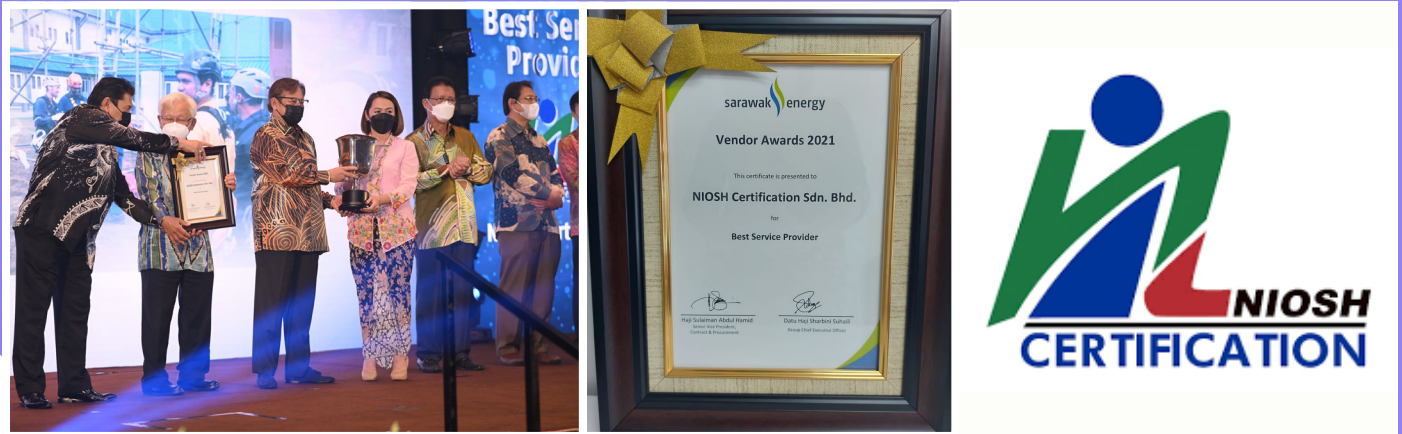 Best Ser
Provid
sarawak energy
Vendor Awards 2021
This certificate is presented to
NIOSH Certification Sdn. Bhd.
for
Best Service Provider
Haji Sulaiman Abdul Hamid
Senior Vice President,
Contract & Procurement
Datu Haji Sharbini Suhaili
Group Chief Executive Officer
NIOSH
CERTIFICATION